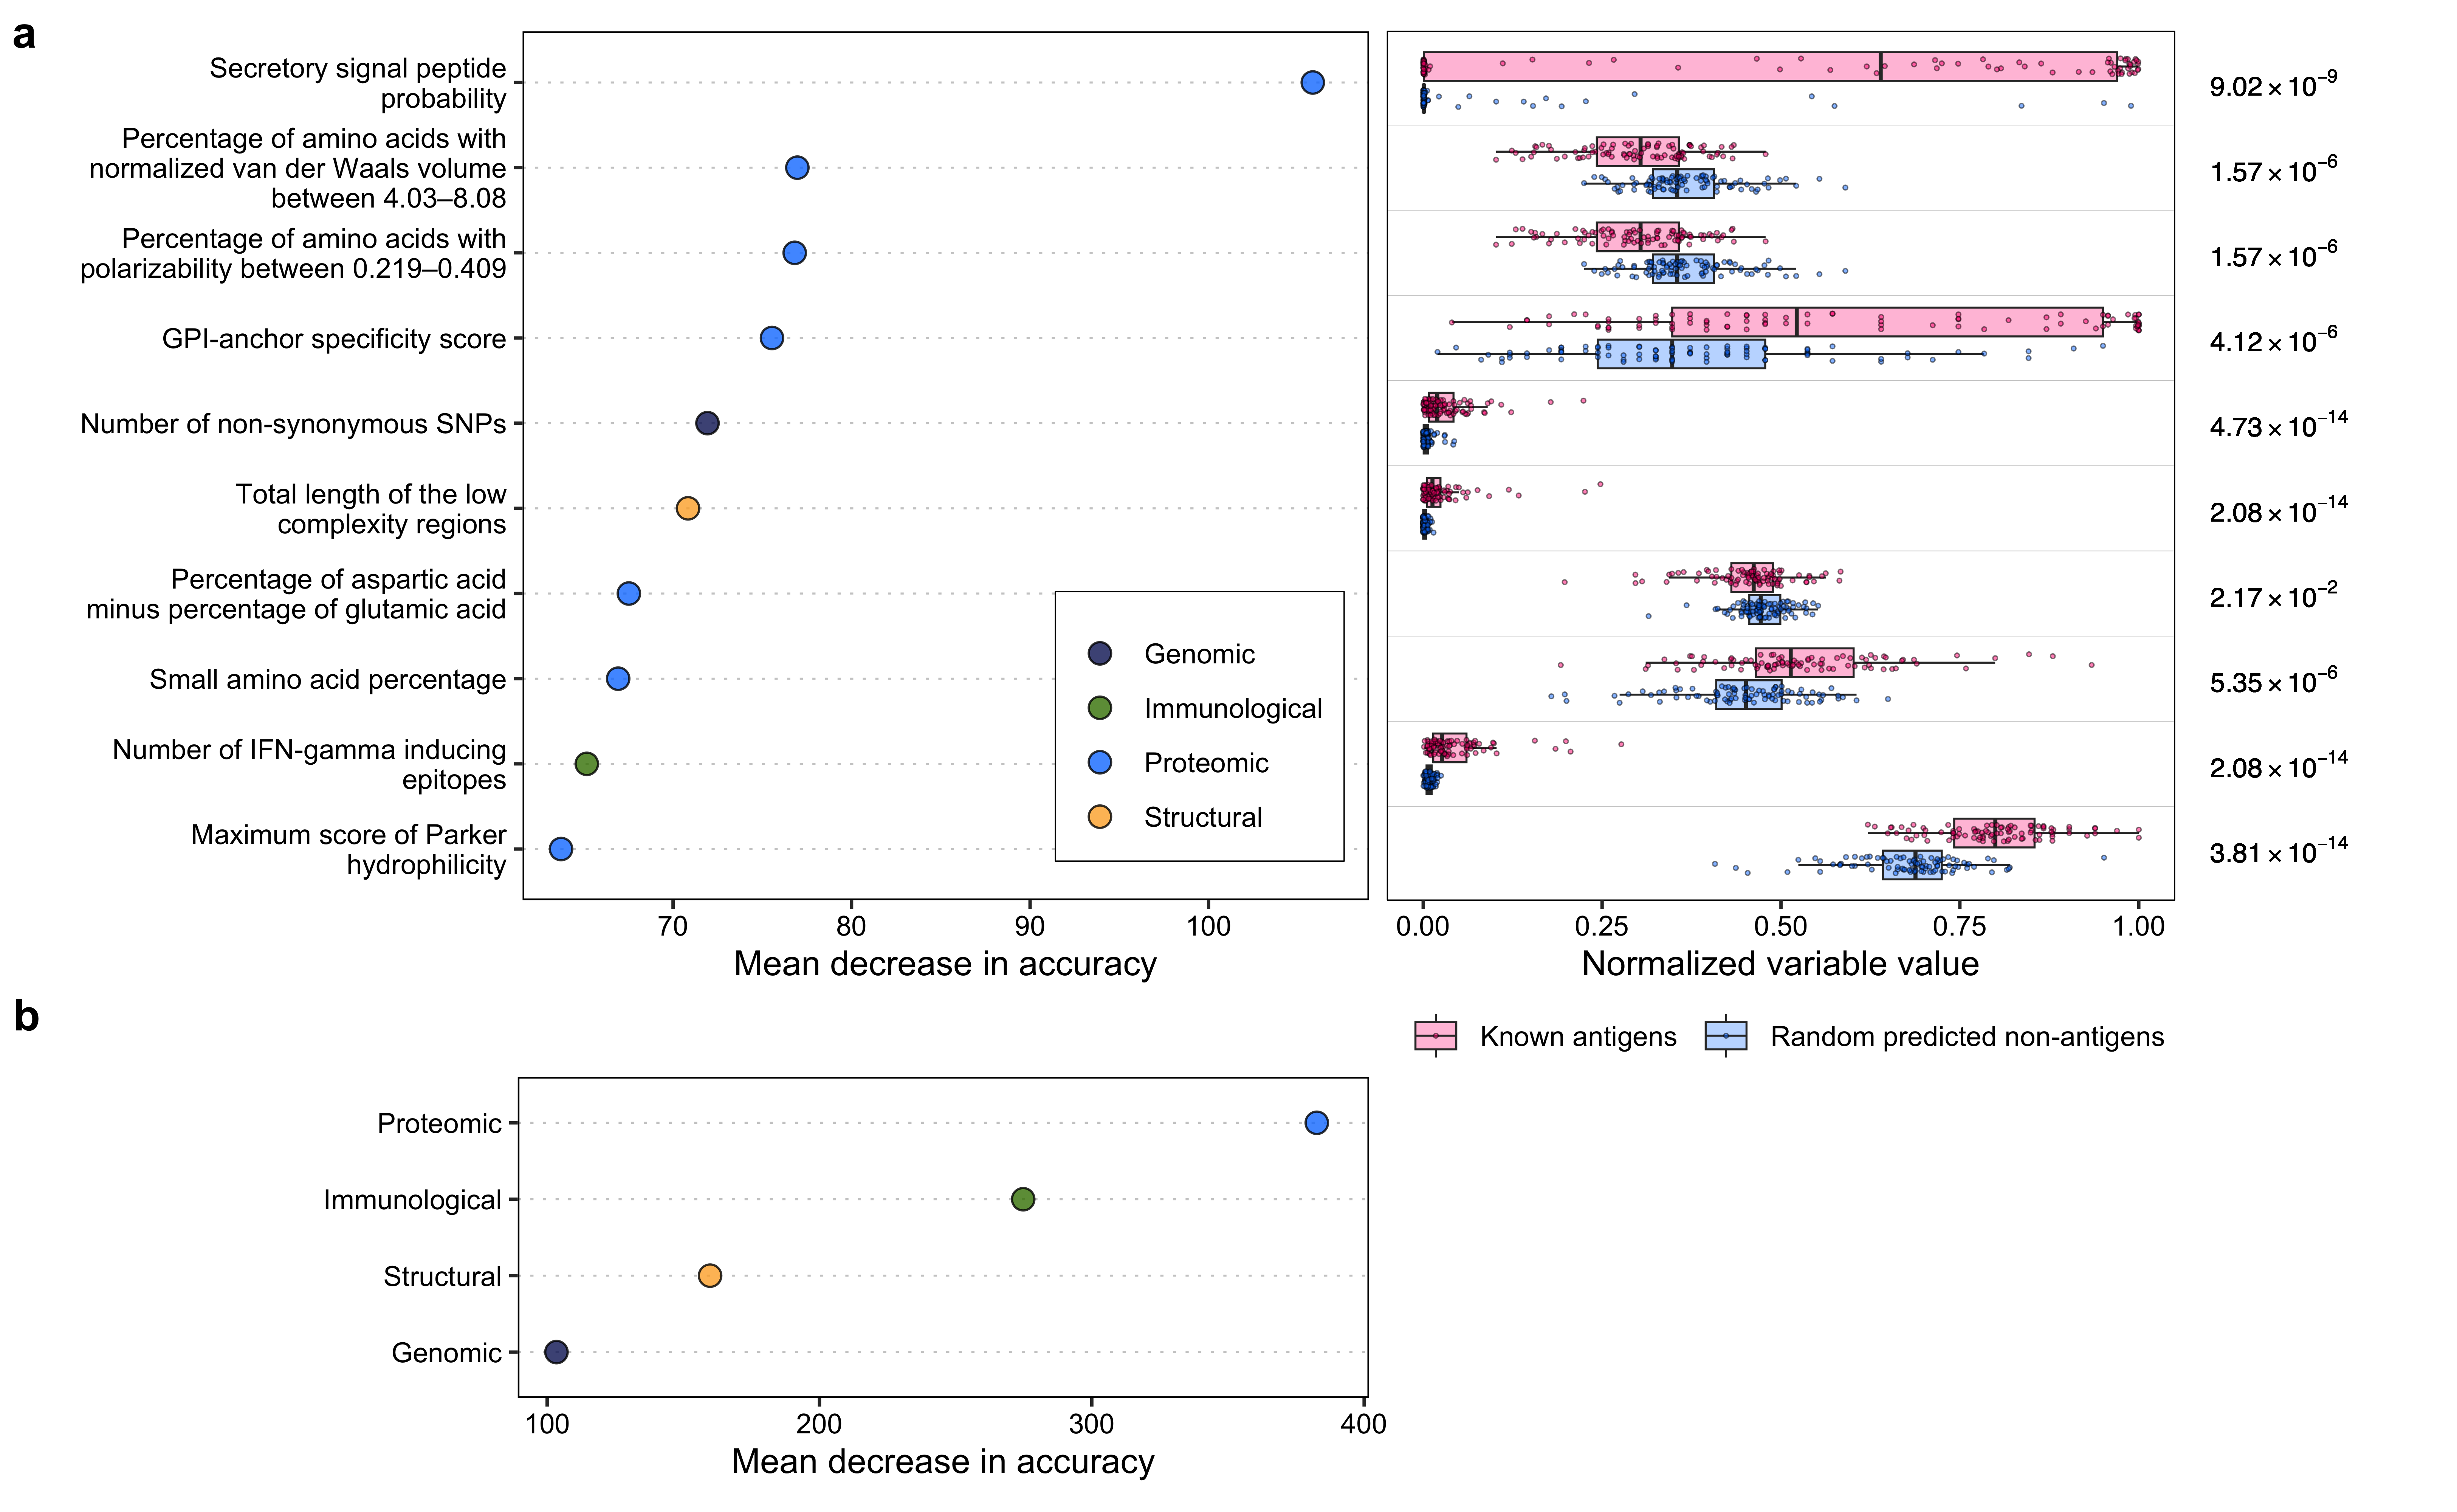 a
Secretory signal peptide
probability
Percentage of amino acids with
normalized van der Waals volume
between 4.03–8.08
Percentage of amino acids with
polarizability between 0.219–0.409
GPI-anchor specificity score
Number of non-synonymous SNPs
Total length of the low
complexity regions
Percentage of aspartic acid
minus percentage of glutamic acid
Small amino acid percentage
Number of IFN-gamma inducing
epitopes
Maximum score of Parker
hydrophilicity
Genomic
Immunological
Proteomic
Structural
70 80 90 100
Mean decrease in accuracy
9.02 × 10⁻⁹
1.57 × 10⁻⁶
1.57 × 10⁻⁶
4.12 × 10⁻⁶
4.73 × 10⁻¹⁴
2.08 × 10⁻¹⁴
2.17 × 10⁻²
5.35 × 10⁻⁶
2.08 × 10⁻¹⁴
3.81 × 10⁻¹⁴
0.00 0.25 0.50 0.75 1.00
Normalized variable value
Known antigens Random predicted non-antigens
b
Proteomic
Immunological
Structural
Genomic
100 200 300 400
Mean decrease in accuracy